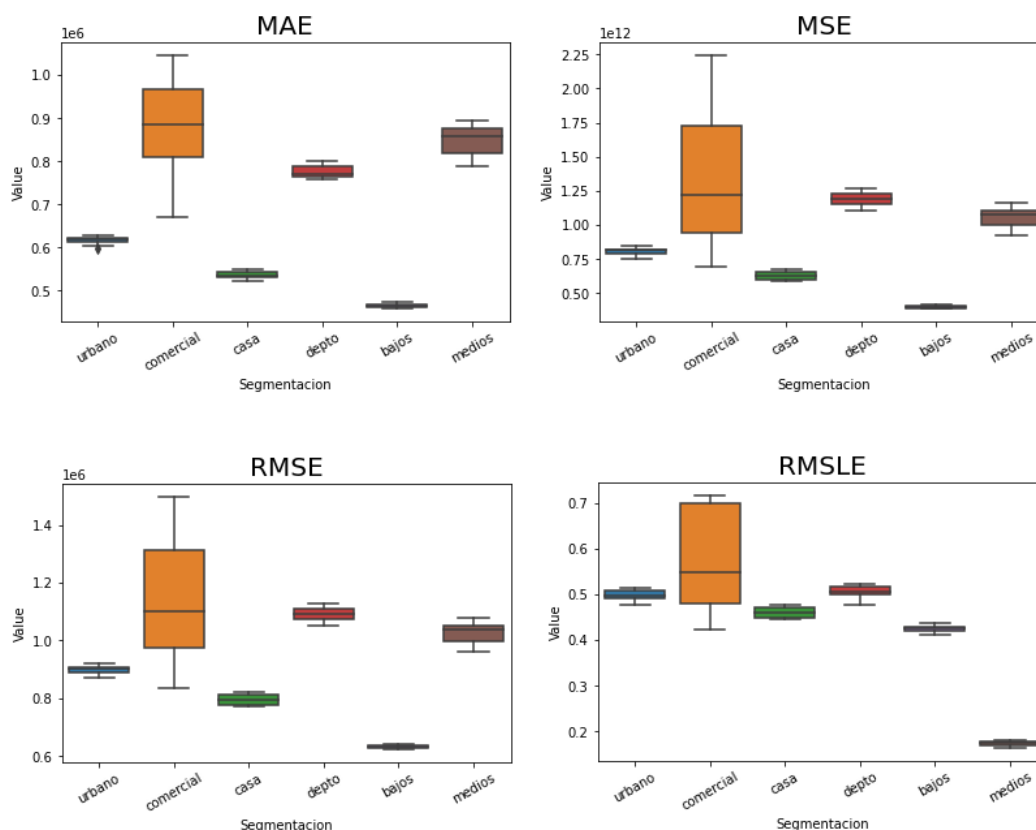 MAE
1e6
1.0
0.9
0.8
0.7
0.6
0.5
Value
urbano
comercial
casa
depto
bajos
medios
Segmentacion
MSE
1e12
2.25
2.00
1.75
1.50
1.25
1.00
0.75
0.50
Value
urbano
comercial
casa
depto
bajos
medios
Segmentacion
RMSE
1e6
1.4
1.2
1.0
0.8
0.6
Value
urbano
comercial
casa
depto
bajos
medios
Segmentacion
RMSLE
0.7
0.6
0.5
0.4
0.3
0.2
Value
urbano
comercial
casa
depto
bajos
medios
Segmentacion